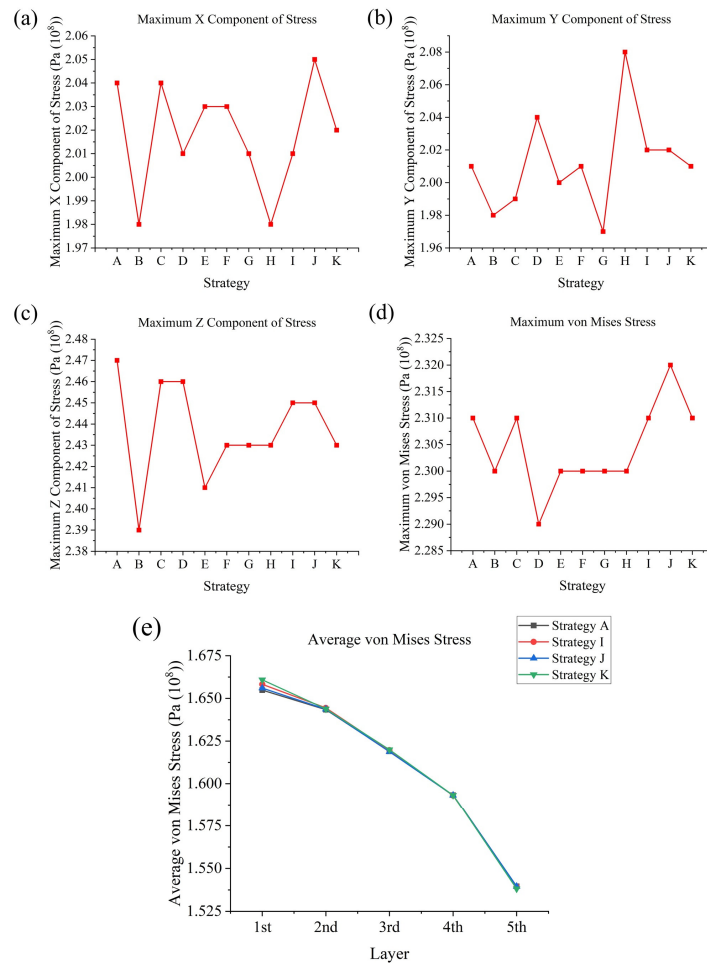 (a)
Maximum X Component of Stress
Maximum X Component of Stress (Pa (10⁸))
2.06
2.05
2.04
2.03
2.02
2.01
2.00
1.99
1.98
1.97
A B C D E F G H I J K
Strategy
(b)
Maximum Y Component of Stress
Maximum Y Component of Stress (Pa (10⁸))
2.08
2.06
2.04
2.02
2.00
1.98
1.96
A B C D E F G H I J K
Strategy
(c)
Maximum Z Component of Stress
Maximum Z Component of Stress (Pa (10⁸))
2.48
2.47
2.46
2.45
2.44
2.43
2.42
2.41
2.40
2.39
2.38
A B C D E F G H I J K
Strategy
(d)
Maximum von Mises Stress
Maximum von Mises Stress (Pa (10⁸))
2.325
2.320
2.315
2.310
2.305
2.300
2.295
2.290
2.285
A B C D E F G H I J K
Strategy
(e)
Average von Mises Stress
Strategy A
Strategy I
Strategy J
Strategy K
Average von Mises Stress (Pa (10⁸))
1.675
1.650
1.625
1.600
1.575
1.550
1.525
1st 2nd 3rd 4th 5th
Layer